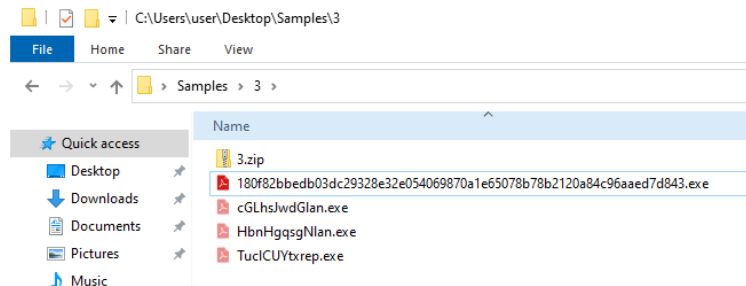 C:\Users\user\Desktop\Samples\3
File Home Share View
Samples > 3 >
Name
Quick access
3.zip
Desktop
180f82bbedb03dc29328e32e054069870a1e65078b78b2120a84c96aaed7d843.exe
Downloads
cGLhsJwdGlan.exe
Documents
HbnHgqsgNlan.exe
Pictures
TuclCUYtxrep.exe
Music